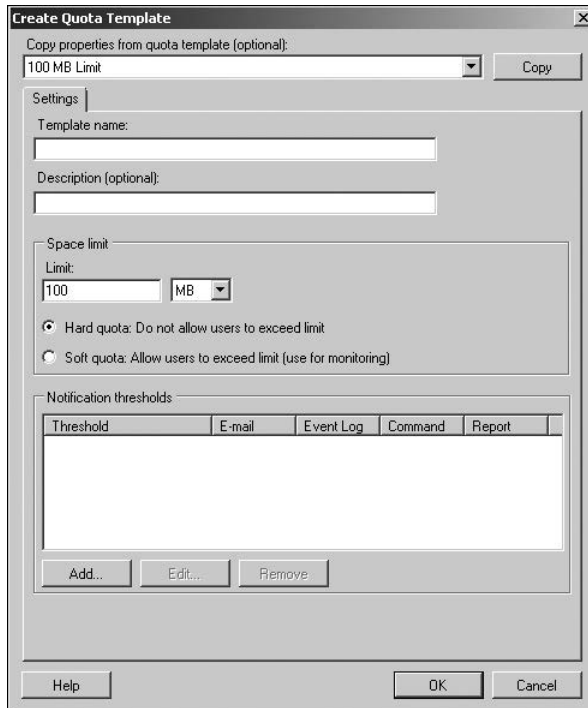 Create Quota Template
Copy properties from quota template (optional):
100 MB Limit
Copy
Settings
Template name:
Description (optional):
Space limit
Limit:
100 MB
Hard quota: Do not allow users to exceed limit
Soft quota: Allow users to exceed limit (use for monitoring)
Notification thresholds
Threshold E-mail Event Log Command Report
Add... Edit... Remove
Help OK Cancel